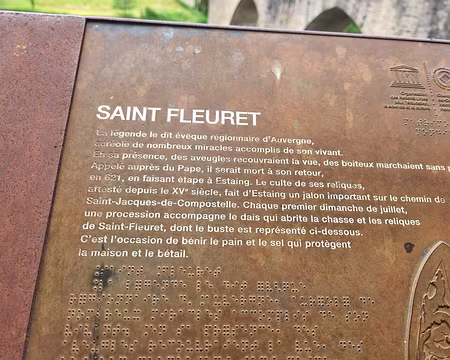 SAINT FLEURET
La légende le dit évêque régionnaire d'Auvergne,
auréolé de nombreux miracles accomplis de son vivant.
En sa présence, des aveugles recouvraient la vue, des boiteux marchaient sans
Appelé auprès du Pape, il serait mort à son retour,
en 621, en faisant étape à Estaing. Le culte de ses reliques,
attesté depuis le XVe siècle, fait d'Estaing un jalon important sur le chemin de
Saint-Jacques-de-Compostelle. Chaque premier dimanche de juillet,
une procession accompagne le dais qui abrite la chasse et les reliques
de Saint-Fleuret, dont le buste est représenté ci-dessous.
C'est l'occasion de bénir le pain et le sel qui protègent
la maison et le bétail.